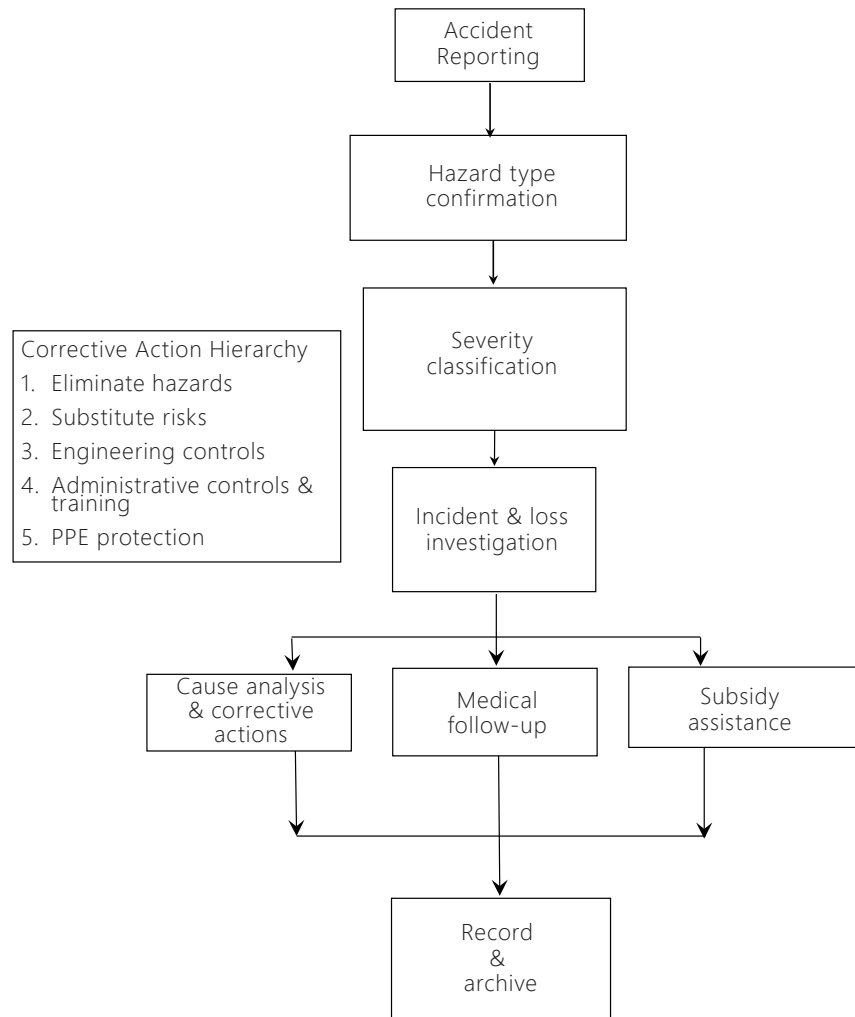 Accident
Reporting
Hazard type
confirmation
Severity
classification
Corrective Action Hierarchy
1. Eliminate hazards
2. Substitute risks
3. Engineering controls
4. Administrative controls &
training
5. PPE protection
Incident & loss
investigation
Cause analysis
& corrective
actions
Medical
follow-up
Subsidy
assistance
Record
&
archive